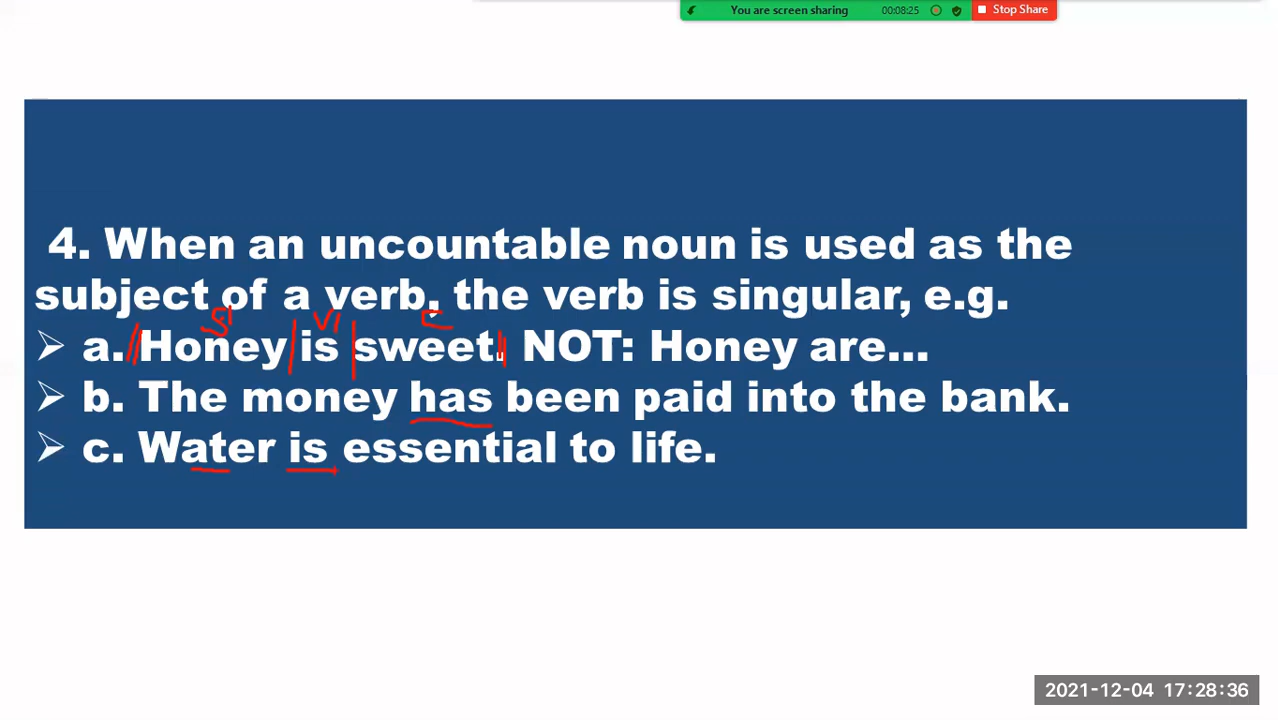 You are screen sharing 00:08:25 Stop Share
4. When an uncountable noun is used as the
subject of a verb, the verb is singular, e.g.
a. Honey is sweet. NOT: Honey are...
b. The money has been paid into the bank.
c. Water is essential to life.
2021-12-04 17:28:36